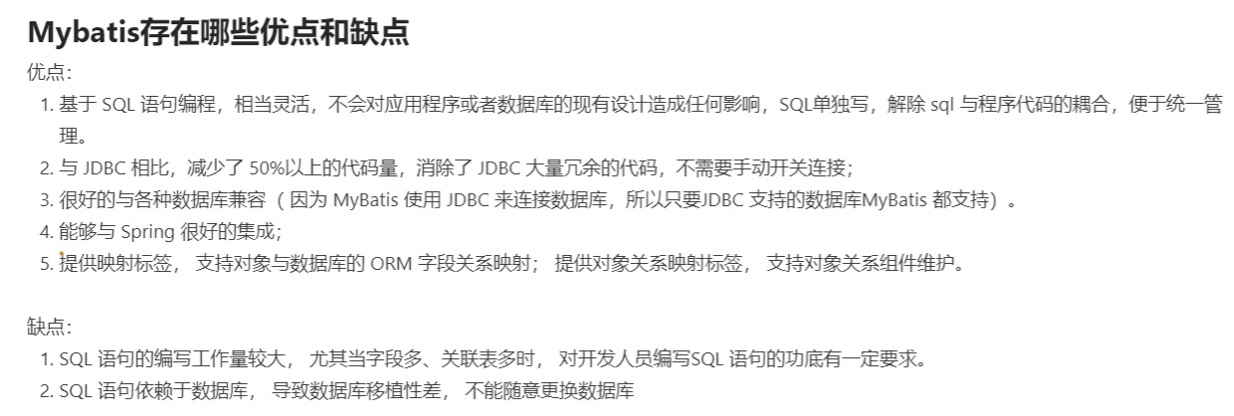 Mybatis存在哪些优点和缺点
优点：
1. 基于 SQL 语句编程，相当灵活，不会对应用程序或者数据库的现有设计造成任何影响，SQL单独写，解除 sql 与程序代码的耦合，便于统一管
理。
2. 与 JDBC 相比，减少了 50%以上的代码量，消除了 JDBC 大量冗余的代码，不需要手动开关连接；
3. 很好的与各种数据库兼容（ 因为 MyBatis 使用 JDBC 来连接数据库，所以只要JDBC 支持的数据库MyBatis 都支持）。
4. 能够与 Spring 很好的集成；
5. 提供映射标签， 支持对象与数据库的 ORM 字段关系映射； 提供对象关系映射标签， 支持对象关系组件维护。
缺点：
1. SQL 语句的编写工作量较大， 尤其当字段多、关联表多时， 对开发人员编写SQL 语句的功底有一定要求。
2. SQL 语句依赖于数据库， 导致数据库移植性差， 不能随意更换数据库